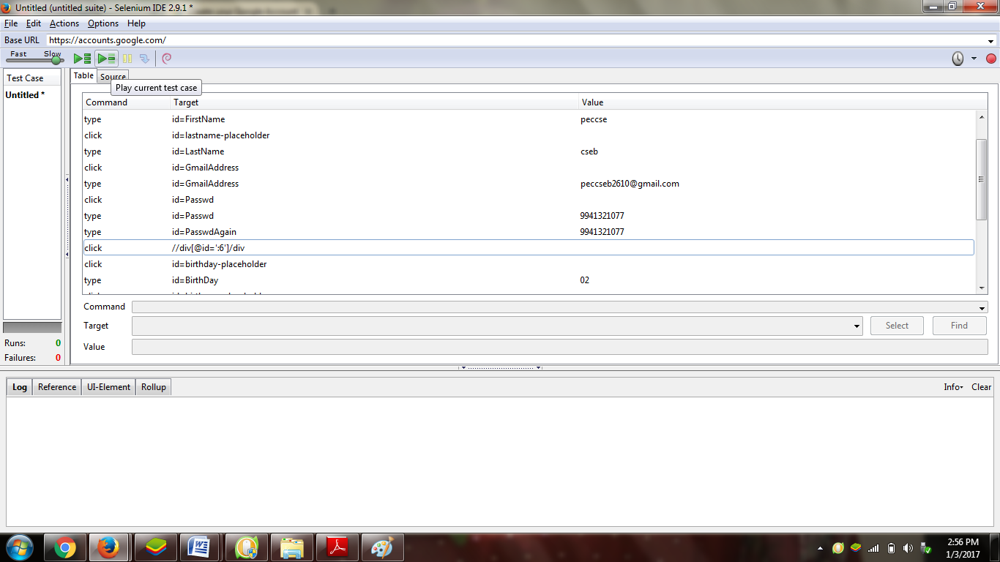 Untitled (untitled suite) - Selenium IDE 2.9.1 *
File Edit Actions Options Help
Base URL https://accounts.google.com/
Fast Slow
Test Case
Table Source
Untitled *
Play current test case
Command Target Value
type id=FirstName peccse
click id=lastname-placeholder
type id=LastName cseb
click id=GmailAddress
type id=GmailAddress peccseb2610@gmail.com
click id=Passwd
type id=Passwd 9941321077
type id=PasswdAgain 9941321077
click //div[@id=':6']/div
click id=birthday-placeholder
type id=BirthDay 02
Command
Target Select Find
Value
Runs: 0
Failures: 0
Log Reference UI-Element Rollup Info Clear
2:56 PM
1/3/2017